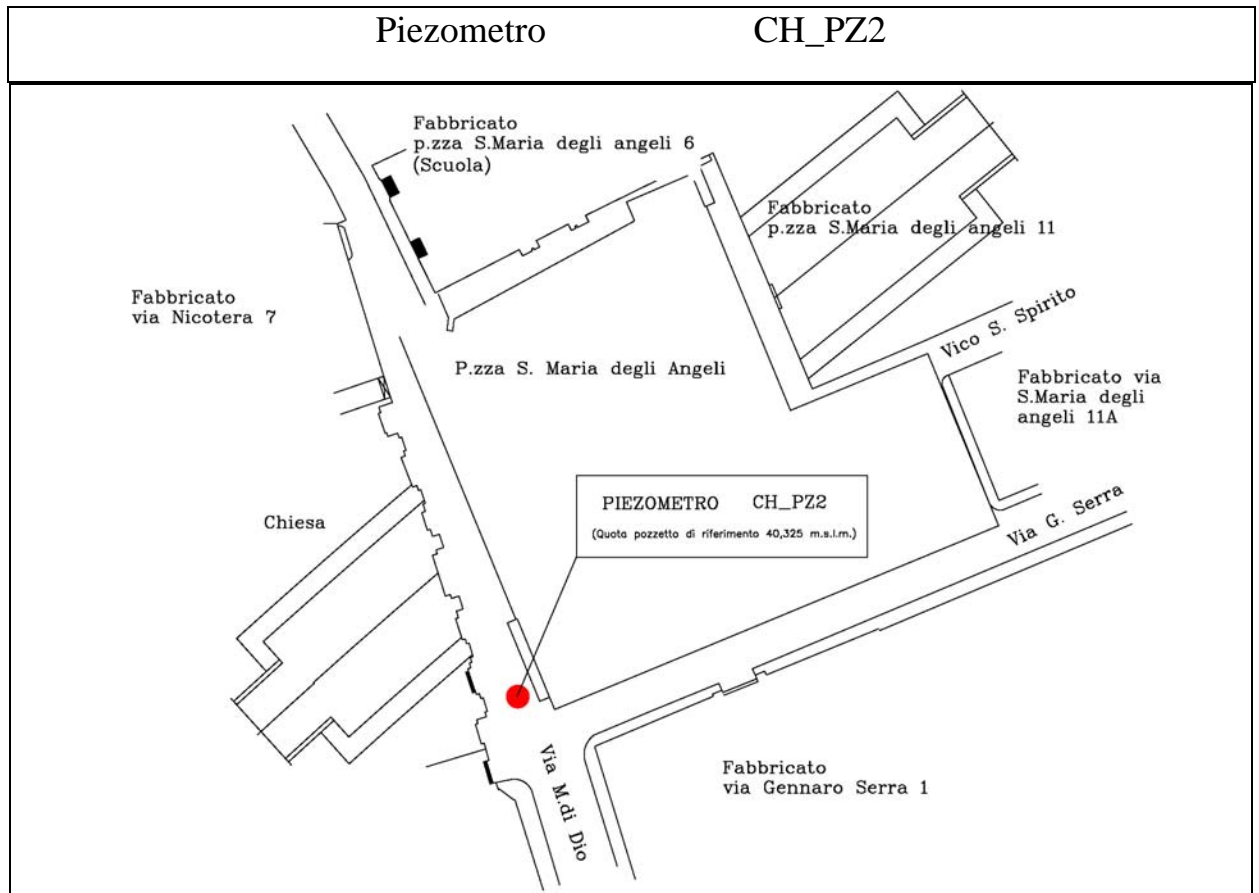 Piezometro CH_PZ2
Fabbricato
p.zza S.Maria degli angeli 6
(Scuola)
Fabbricato
p.zza S.Maria degli angeli 11
Fabbricato
via Nicotera 7
Vico S. Spirito
P.zza S. Maria degli Angeli
Fabbricato via
S.Maria degli
angeli 11A
PIEZOMETRO CH_PZ2
(Quota pozzetto di riferimento 40,325 m.s.l.m.)
Chiesa
Via G. Serra
Via M.di Dio
Fabbricato
via Gennaro Serra 1